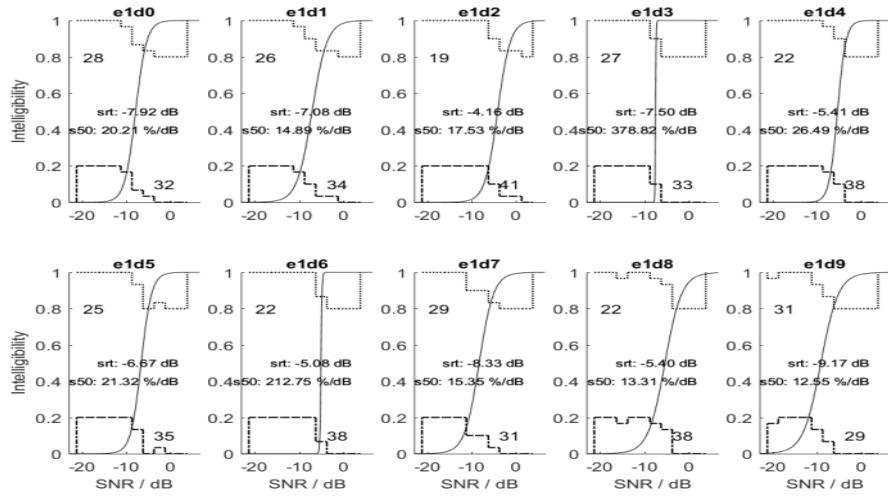 e1d0 e1d1 e1d2 e1d3 e1d4
1 1 1 1 1
0.8 28 0.8 26 0.8 19 0.8 27 0.8 22
0.6 0.6 0.6 0.6 0.6
Intelligibility
srt: -7.92 dB srt: -7.08 dB srt: -4.16 dB srt: -7.50 dB srt: -5.41 dB
0.4 s50: 20.21 %/dB 0.4 s50: 14.89 %/dB 0.4 s50: 17.53 %/dB 0.4 s50: 378.82 %/dB 0.4 s50: 26.49 %/dB
0.2 32 0.2 34 0.2 41 0.2 33 0.2 38
0 0 0 0 0
-20 -10 0 -20 -10 0 -20 -10 0 -20 -10 0 -20 -10 0
e1d5 e1d6 e1d7 e1d8 e1d9
1 1 1 1 1
0.8 25 0.8 22 0.8 29 0.8 22 0.8 31
0.6 0.6 0.6 0.6 0.6
Intelligibility
srt: -6.67 dB srt: -5.08 dB srt: -8.33 dB srt: -5.40 dB srt: -9.17 dB
0.4 s50: 21.32 %/dB 0.4 s50: 212.75 %/dB 0.4 s50: 15.35 %/dB 0.4 s50: 13.31 %/dB 0.4 s50: 12.55 %/dB
0.2 35 0.2 38 0.2 31 0.2 38 0.2 29
0 0 0 0 0
-20 -10 0 -20 -10 0 -20 -10 0 -20 -10 0 -20 -10 0
SNR / dB SNR / dB SNR / dB SNR / dB SNR / dB